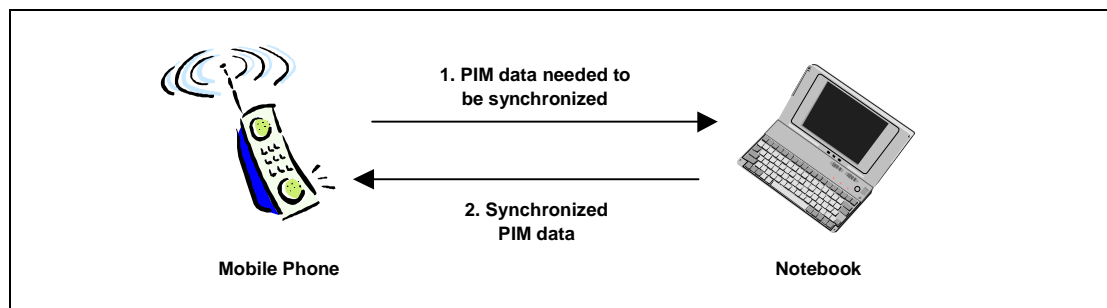 1. PIM data needed to
be synchronized
2. Synchronized
PIM data
Mobile Phone
Notebook